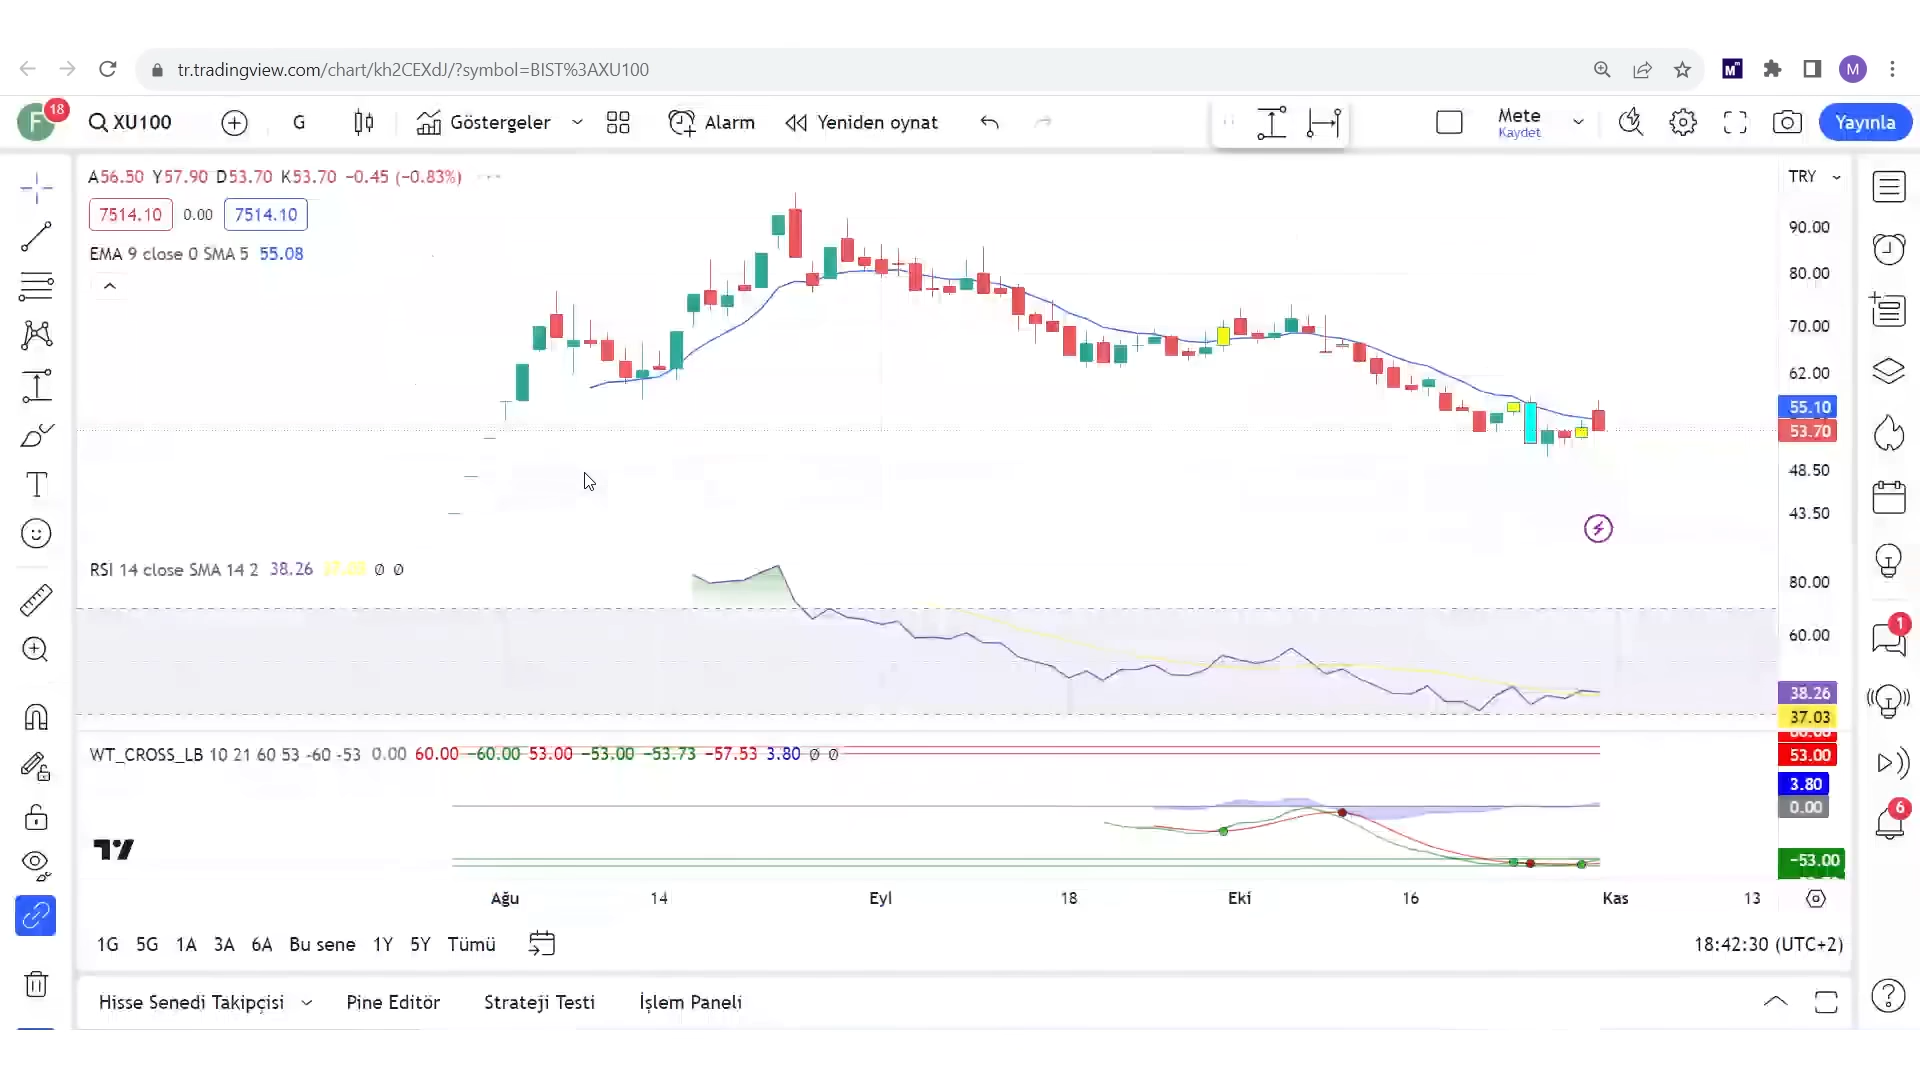 tr.tradingview.com/chart/kh2CEXdJ/?symbol=BIST%3AXU100
M
M
F 18 XU100 G Göstergeler Alarm Yeniden oynat Mete Kaydet Yayınla
A56.50 Y57.90 D53.70 K53.70 −0.45 (−0.83%)
TRY
7514.10 0.00 7514.10
90.00
EMA 9 close 0 SMA 5 55.08
80.00
70.00
62.00
55.10
53.70
48.50
43.50
RSI 14 close SMA 14 2 38.26 37.03 Ø Ø
80.00
60.00
38.26
37.03
60.00
WT_CROSS_LB 10 21 60 53 -60 -53 0.00 60.00 −60.00 53.00 −53.00 −53.73 −57.53 3.80 Ø Ø
53.00
3.80
0.00
−53.00
Ağu 14 Eyl 18 Eki 16 Kas 13
1G 5G 1A 3A 6A Bu sene 1Y 5Y Tümü
18:42:30 (UTC+2)
Hisse Senedi Takipçisi Pine Editör Strateji Testi İşlem Paneli
1
6